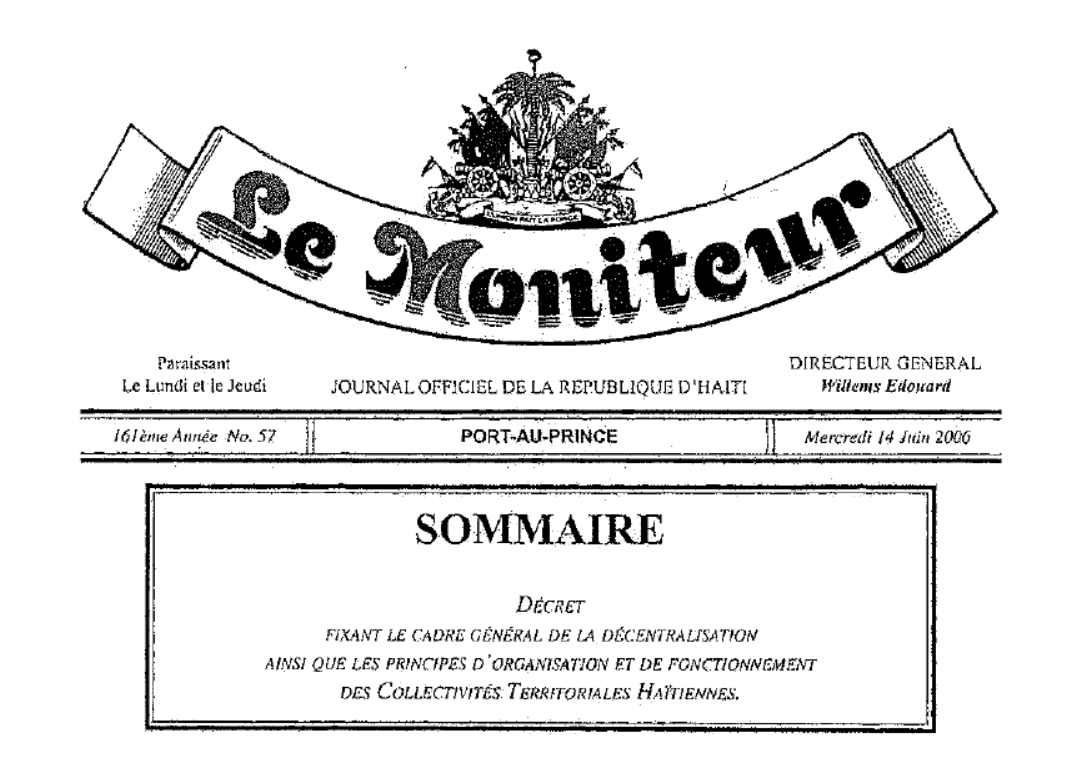 L'UNION FAIT LA FORCE
Le Moniteur
Paraissant
Le Lundi et le Jeudi
JOURNAL OFFICIEL DE LA REPUBLIQUE D'HAITI
DIRECTEUR GENERAL
Willems Edouard
161ème Année No. 57
PORT-AU-PRINCE
Mercredi 14 Juin 2006
SOMMAIRE
DÉCRET
FIXANT LE CADRE GÉNÉRAL DE LA DÉCENTRALISATION
AINSI QUE LES PRINCIPES D'ORGANISATION ET DE FONCTIONNEMENT
DES COLLECTIVITÉS TERRITORIALES HAÏTIENNES.